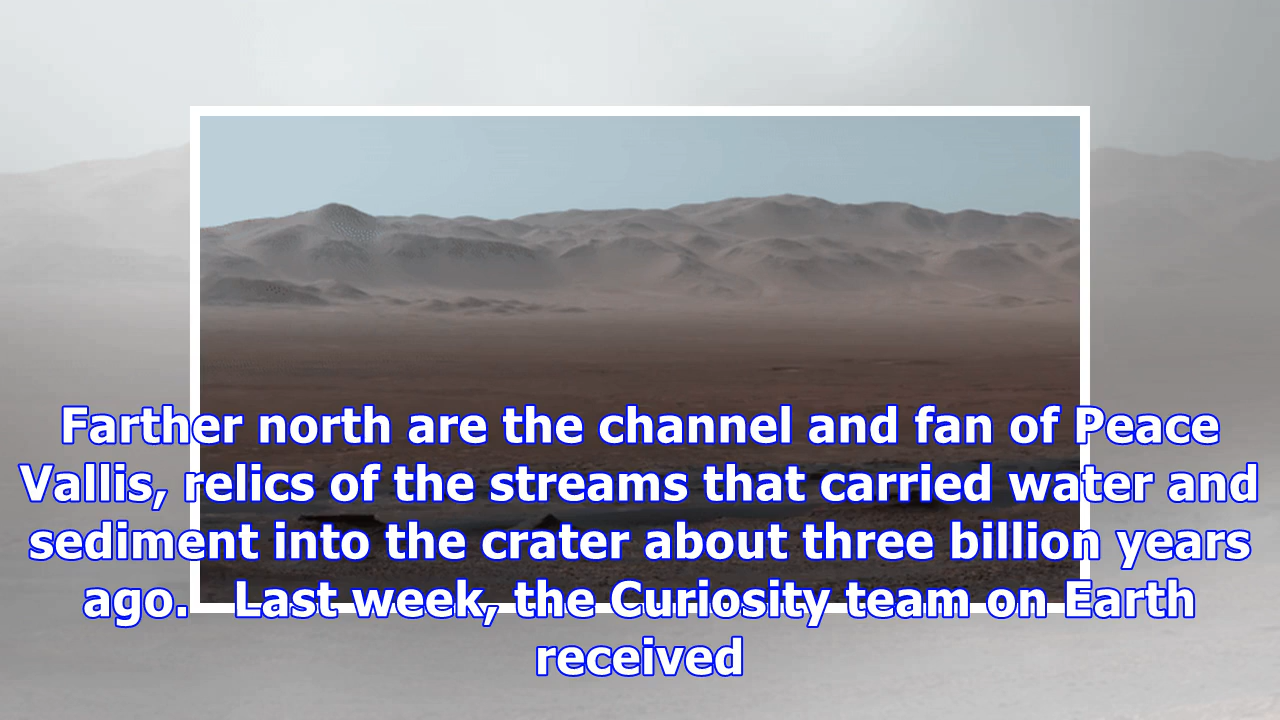 Farther north are the channel and fan of Peace
Vallis, relics of the streams that carried water and
sediment into the crater about three billion years
ago.   Last week, the Curiosity team on Earth
received